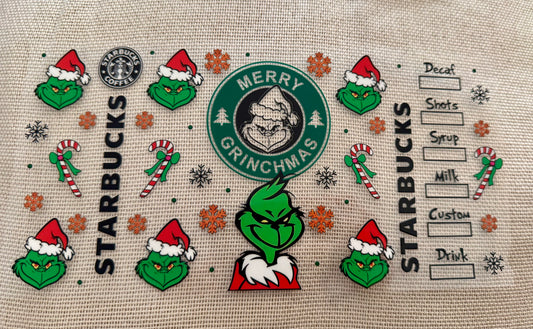 STARBUCKS
COFFEE
STARBUCKS
MERRY
GRINCHMAS
STARBUCKS
Decaf
Shots
Syrup
Milk
Custom
Drink